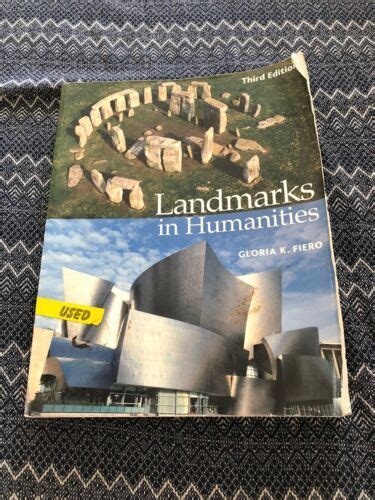 Third Edition
Landmarks
in Humanities
GLORIA K. FIERO
USED